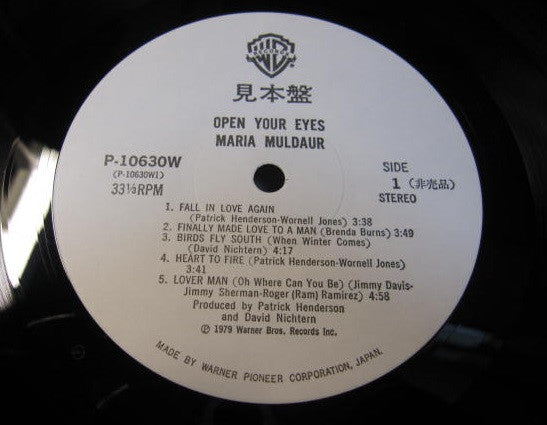 見本盤
OPEN YOUR EYES
MARIA MULDAUR
P-10630W
(P-10630W1)
33⅓RPM
SIDE
1 (非売品)
STEREO
1. FALL IN LOVE AGAIN
(Patrick Henderson-Wornell Jones) 3:38
2. FINALLY MADE LOVE TO A MAN (Brenda Burns) 3:49
3. BIRDS FLY SOUTH (When Winter Comes)
(David Nichtern) 4:17
4. HEART TO FIRE (Patrick Henderson-Wornell Jones)
3:41
5. LOVER MAN (Oh Where Can You Be) (Jimmy Davis-
Jimmy Sherman-Roger (Ram) Ramirez) 4:58
Produced by Patrick Henderson
and David Nichtern
© 1979 Warner Bros. Records Inc.
MADE BY WARNER PIONEER CORPORATION, JAPAN.